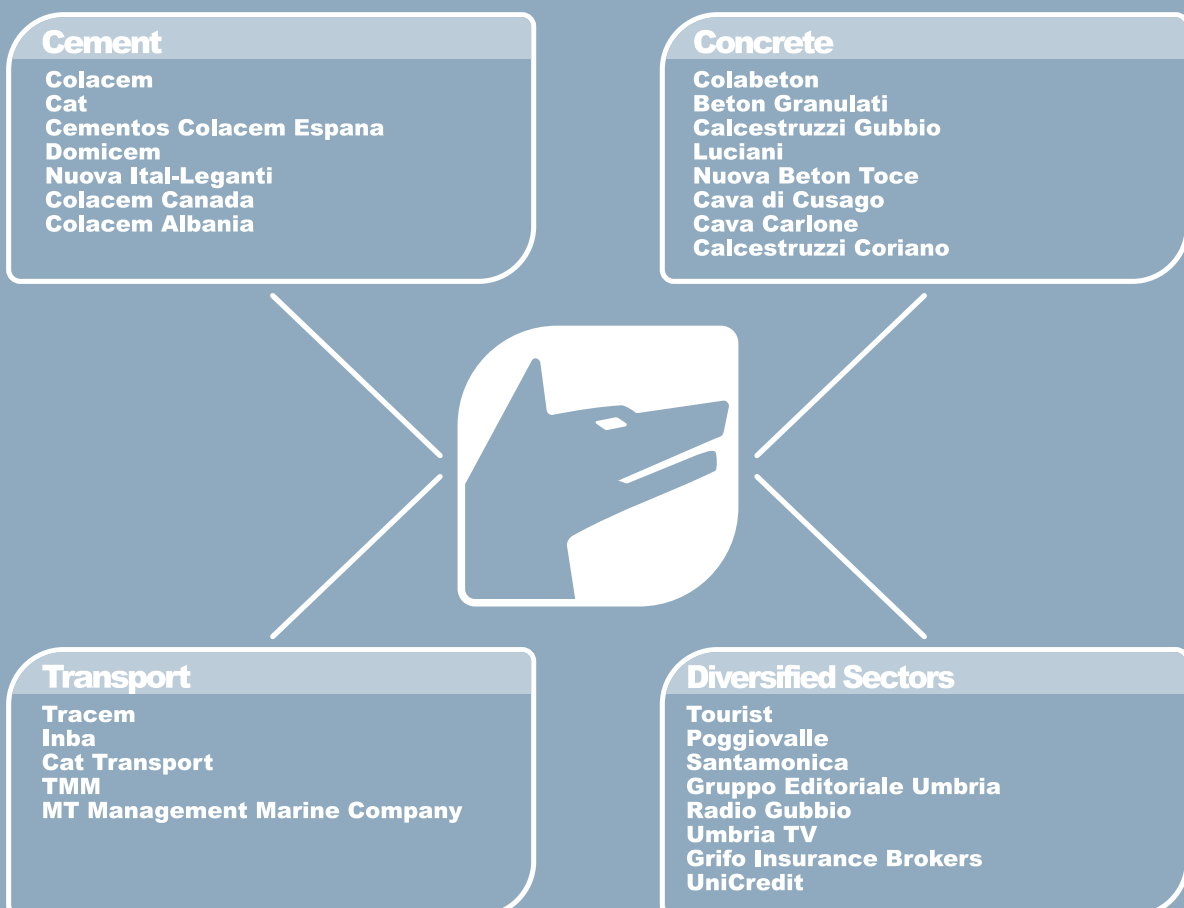 Cement
Colacem
Cat
Cementos Colacem Espana
Domicem
Nuova Ital-Leganti
Colacem Canada
Colacem Albania
Concrete
Colabeton
Beton Granulati
Calcestruzzi Gubbio
Luciani
Nuova Beton Toce
Cava di Cusago
Cava Carlone
Calcestruzzi Coriano
Transport
Tracem
Inba
Cat Transport
TMM
MT Management Marine Company
Diversified Sectors
Tourist
Poggiovalle
Santamonica
Gruppo Editoriale Umbria
Radio Gubbio
Umbria TV
Grifo Insurance Brokers
UniCredit